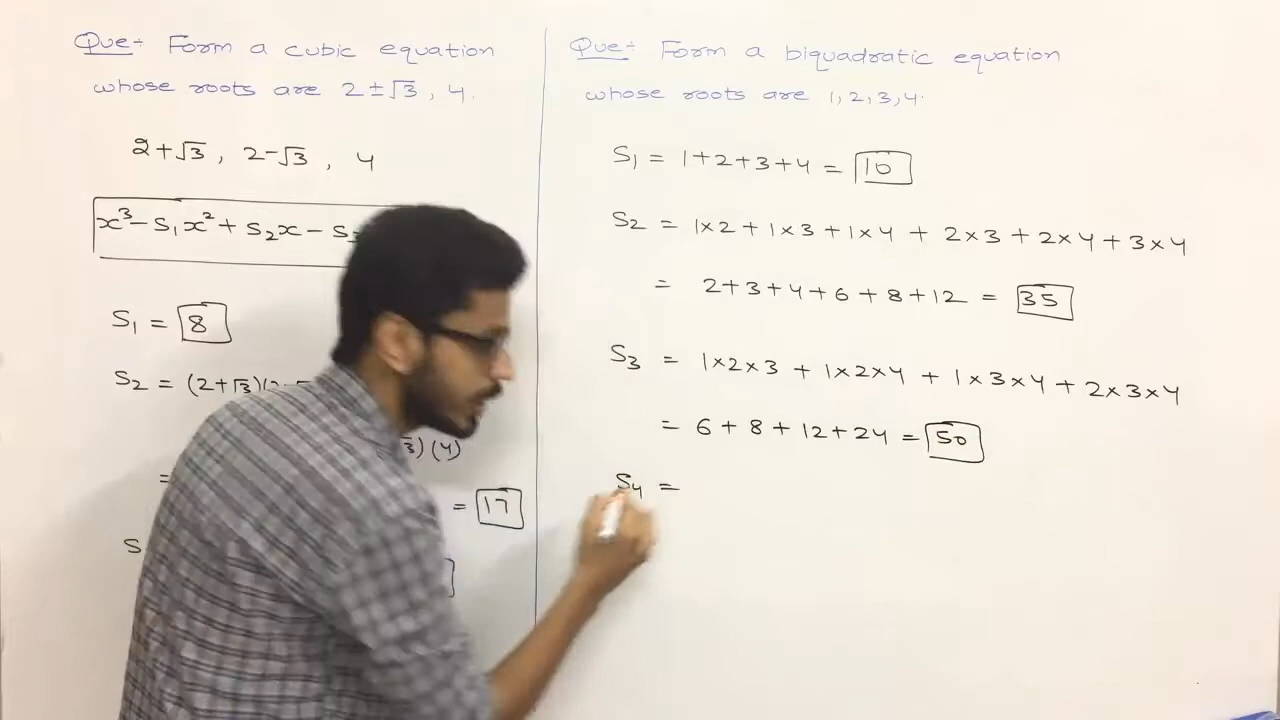 Que:- Form a cubic equation
whose roots are 2±√3, 4.
2+√3, 2-√3, 4
x³-S₁x²+S₂x-S₃
S₁ = 8
S₂ = (2+√3)(2-√3
√3)(4)
=
= 17
S
Que:- Form a biquadratic equation
whose roots are 1, 2, 3, 4.
S₁ = 1+2+3+4 = 10
S₂ = 1×2+1×3+1×4+2×3+2×4+3×4
= 2+3+4+6+8+12 = 35
S₃ = 1×2×3+1×2×4+1×3×4+2×3×4
= 6+8+12+24 = 50
S₄ =